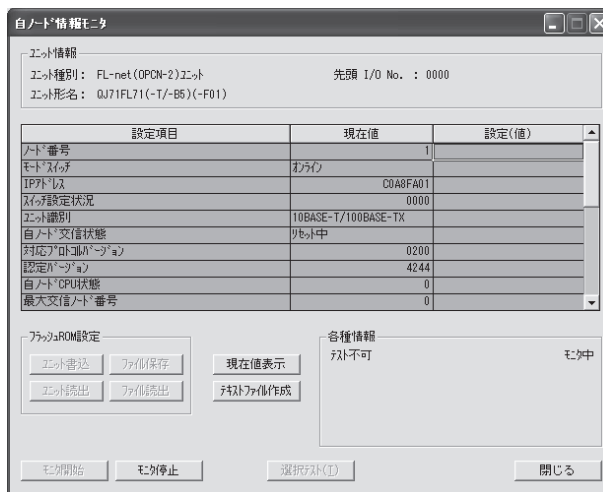 自ノード情報モニタ
ユニット情報
ユニット種別： FL-net(OPCN-2)ユニット 先頭 I/O No. : 0000
ユニット形名： QJ71FL71(-T/-B5)(-F01)
設定項目 現在値 設定(値)
ノード番号 1
モードスイッチ オンライン
IPアドレス C0A8FA01
スイッチ設定状況 0000
ユニット識別 10BASE-T/100BASE-TX
自ノード交信状態 リセット中
対応プロトコルバージョン 0200
認定バージョン 4244
自ノードCPU状態 0
最大交信ノード番号 0
フラッシュROM設定 各種情報
ユニット書込 ファイル保存 現在値表示 テスト不可 モニタ中
ユニット読出 ファイル読出 テキストファイル作成
モニタ開始 モニタ停止 選択テスト(T) 閉じる